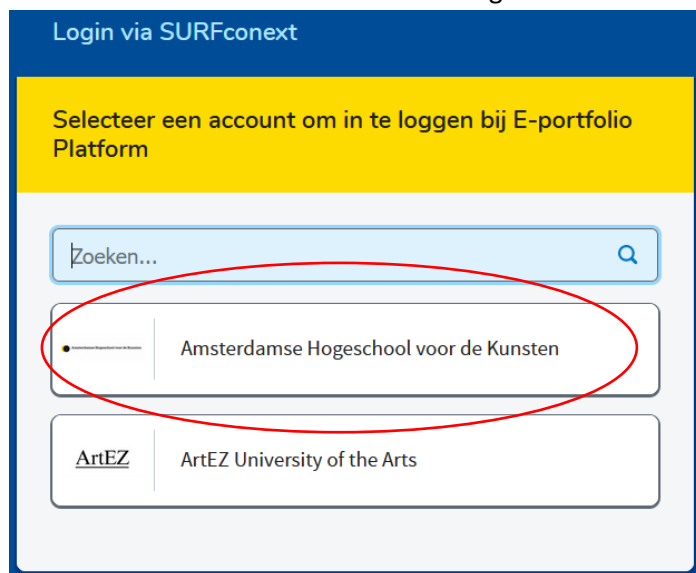 Login via SURFconext
Selecteer een account om in te loggen bij E-portfolio
Platform
Zoeken...
Amsterdamse Hogeschool voor de Kunsten
ArtEZ
ArtEZ University of the Arts